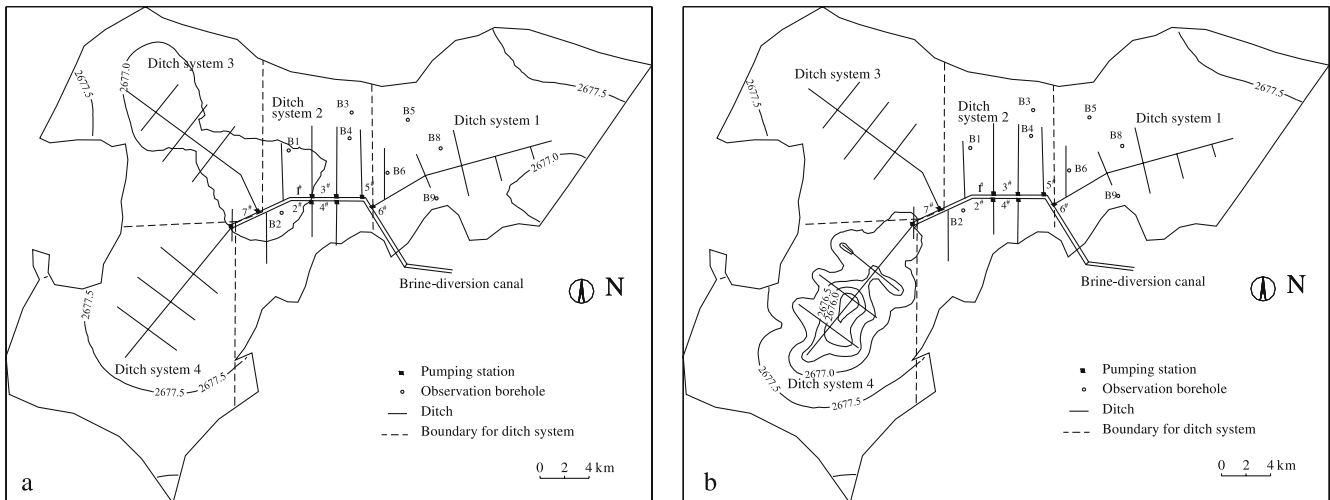 Ditch system 3
2677.0
2677.5
2677.5
Ditch
system 2
B3
B5
Ditch system 1
B4
B1
B8
B6
2677.0
1#
3#
5#
B9
7#
B2
2#
4#
6#
Brine-diversion canal
N
2677.5
Ditch system 4
2677.5
2677.5
Pumping station
Observation borehole
Ditch
Boundary for ditch system
0 2 4 km
a
Ditch system 3
2677.5
2677.5
Ditch
system 2
B3
B5
Ditch system 1
B4
B1
B8
B6
1#
3#
5#
B9
7#
B2
2#
4#
6#
Brine-diversion canal
N
2676.5
2676.0
2677.0
Ditch system 4
2677.5
2677.5
Pumping station
Observation borehole
Ditch
Boundary for ditch system
0 2 4 km
b